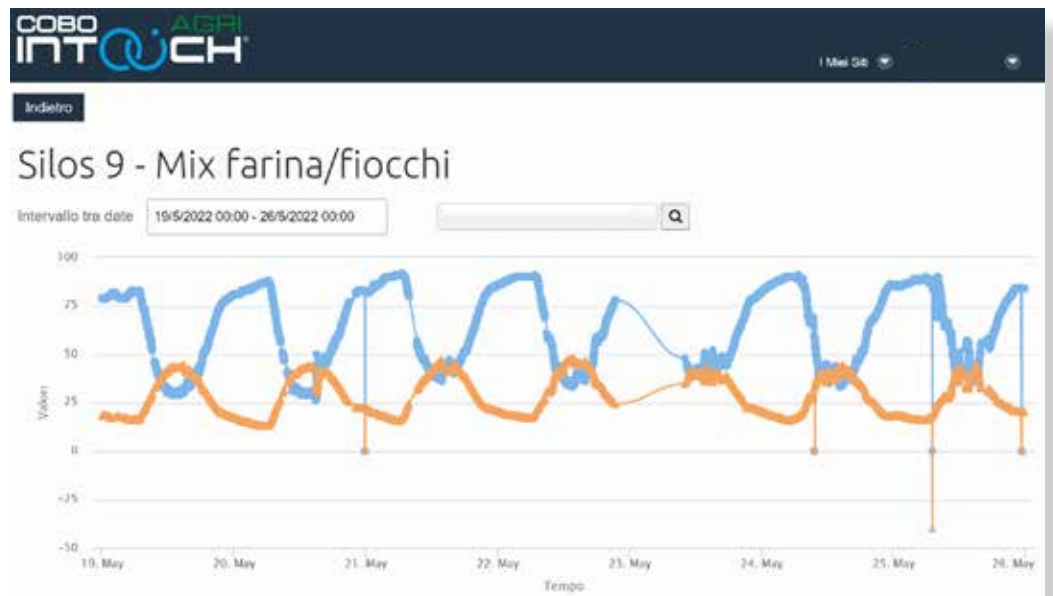 COBO AGRI
INTOUCH
I Miei Siti
Indietro
Silos 9 - Mix farina/fiocchi
Intervallo tra date 19/5/2022 00:00 - 26/5/2022 00:00
100
75
50
25
0
-25
-50
Valori
19. May 20. May 21. May 22. May 23. May 24. May 25. May 26. May
Tempo